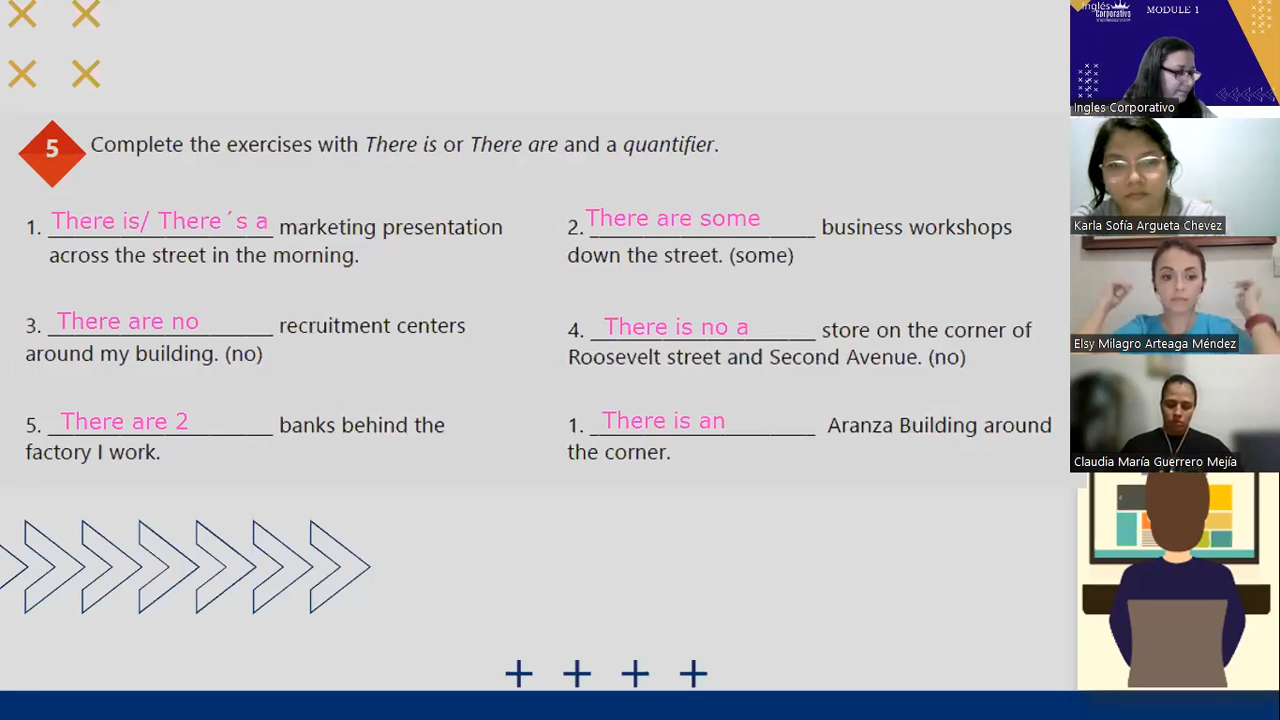 5 Complete the exercises with There is or There are and a quantifier.
1. There is/ There´s a marketing presentation
across the street in the morning.
2. There are some business workshops
down the street. (some)
3. There are no recruitment centers
around my building. (no)
4. There is no a store on the corner of
Roosevelt street and Second Avenue. (no)
5. There are 2 banks behind the
factory I work.
1. There is an Aranza Building around
the corner.
Inglés
Corporativo
MODULE 1
Ingles Corporativo
Karla Sofía Argueta Chevez
Elsy Milagro Arteaga Méndez
Claudia María Guerrero Mejía